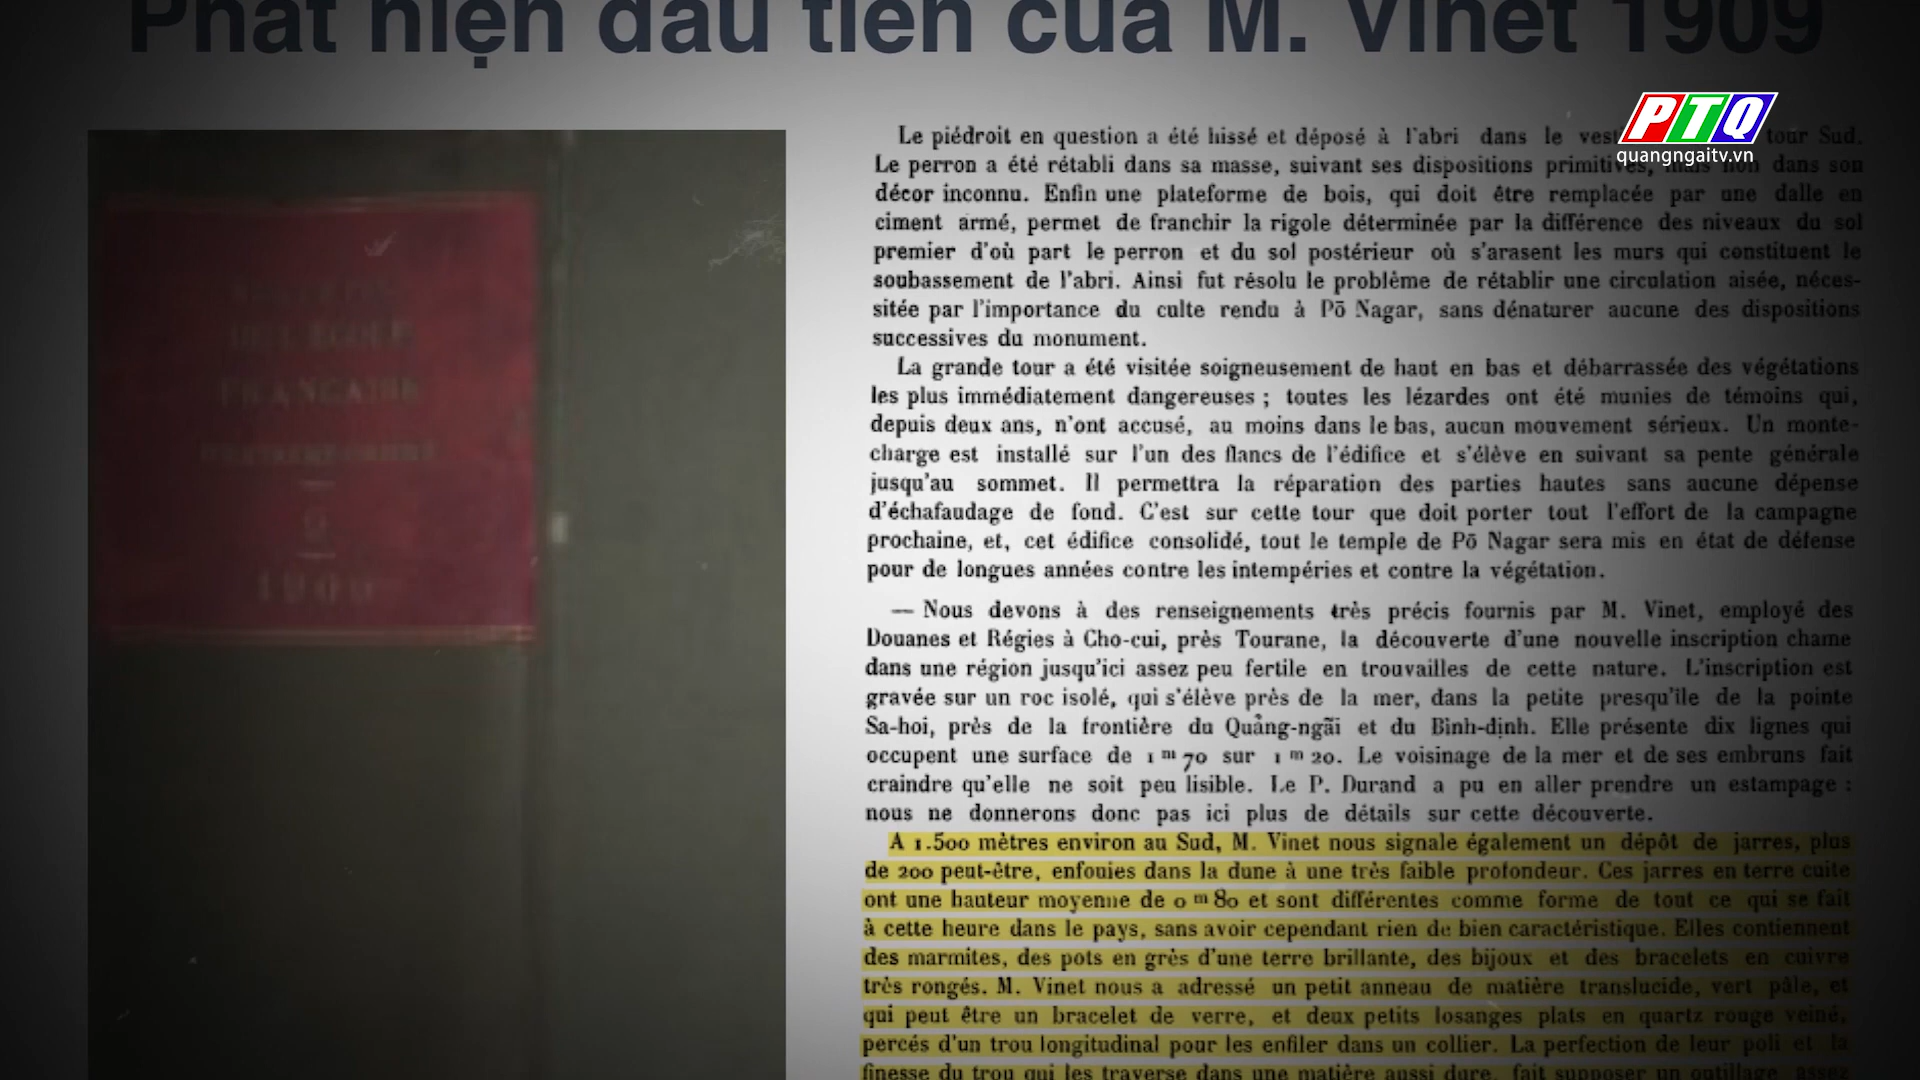 Phát hiện đầu tiên của M. Vinet 1909
PTQ
quangngaitv.vn
DE L'ECOLE
FRANÇAISE
9
Le piédroit en question a été hissé et déposé à l'abri dans le tour Sud.
Le perron a été rétabli dans sa masse, suivant ses dispositions primitives, mais non dans son
décor inconnu. Enfin une plateforme de bois, qui doit être remplacée par une dalle en
ciment armé, permet de franchir la rigole déterminée par la différence des niveaux du sol
premier d'où part le perron et du sol postérieur où s'arasent les murs qui constituent le
soubassement de l'abri. Ainsi fut résolu le problème de rétablir une circulation aisée, néces-
sitée par l'importance du culte rendu à Pō Nagar, sans dénaturer aucune des dispositions
successives du monument.
La grande tour a été visitée soigneusement de haut en bas et débarrassée des végétations
les plus immédiatement dangereuses ; toutes les lézardes ont été munies de témoins qui,
depuis deux ans, n'ont accusé, au moins dans le bas, aucun mouvement sérieux. Un monte-
charge est installé sur l'un des flancs de l'édifice et s'élève en suivant sa pente générale
jusqu'au sommet. Il permettra la réparation des parties hautes sans aucune dépense
d'échafaudage de fond. C'est sur cette tour que doit porter tout l'effort de la campagne
prochaine, et, cet édifice consolidé, tout le temple de Pō Nagar sera mis en état de défense
pour de longues années contre les intempéries et contre la végétation.
— Nous devons à des renseignements très précis fournis par M. Vinet, employé des
Douanes et Régies à Cho-cui, près Tourane, la découverte d'une nouvelle inscription chame
dans une région jusqu'ici assez peu fertile en trouvailles de cette nature. L'inscription est
gravée sur un roc isolé, qui s'élève près de la mer, dans la petite presqu'île de la pointe
Sa-hoi, près de la frontière du Quảng-ngãi et du Binh-dịnh. Elle présente dix lignes qui
occupent une surface de 1 m 70 sur 1 m 20. Le voisinage de la mer et de ses embruns fait
craindre qu'elle ne soit peu lisible. Le P. Durand a pu en aller prendre un estampage :
nous ne donnerons donc pas ici plus de détails sur cette découverte.
A 1.500 mètres environ au Sud, M. Vinet nous signale également un dépôt de jarres, plus
de 200 peut-être, enfouies dans la dune à une très faible profondeur. Ces jarres en terre cuite
ont une hauteur moyenne de 0 m 80 et sont différentes comme forme de tout ce qui se fait
à cette heure dans le pays, sans avoir cependant rien de bien caractéristique. Elles contiennent
des marmites, des pots en grès d'une terre brillante, des bijoux et des bracelets en cuivre
très rongés. M. Vinet nous a adressé un petit anneau de matière translucide, vert pâle, et
qui peut être un bracelet de verre, et deux petits losanges plats en quartz rouge veiné,
percés d'un trou longitudinal pour les enfiler dans un collier. La perfection de leur poli et la
finesse du trou qui les traverse dans une matière aussi dure, fait supposer un outillage assez